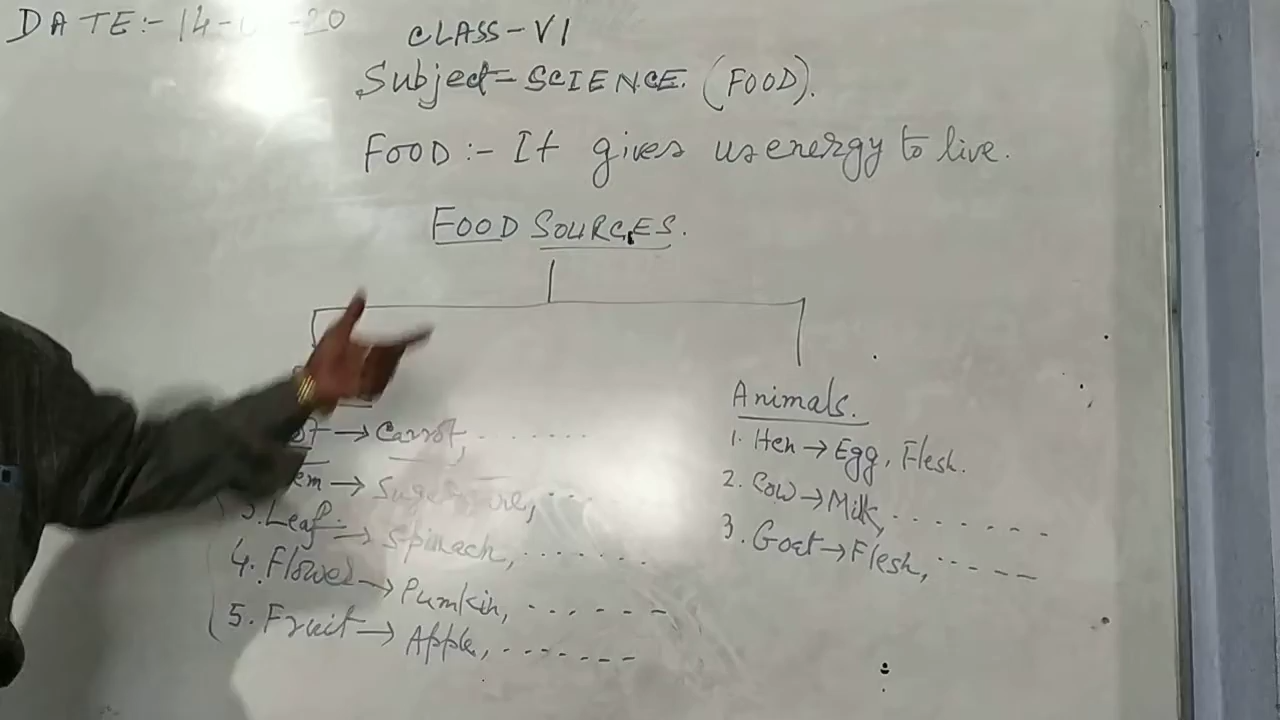 DATE:- 14- -20
CLASS-VI
Subject-SCIENCE. (FOOD).
FOOD :- It gives us energy to live.
FOOD SOURCES.
→ Carrot, .......
→
3. Leaf. → Spinach, .......
4. Flower → Pumkin, .......
5. Fruit → Apple, .......
Animals.
1. Hen → Egg, Flesh.
2. Cow → Milk, .......
3. Goat → Flesh, .......